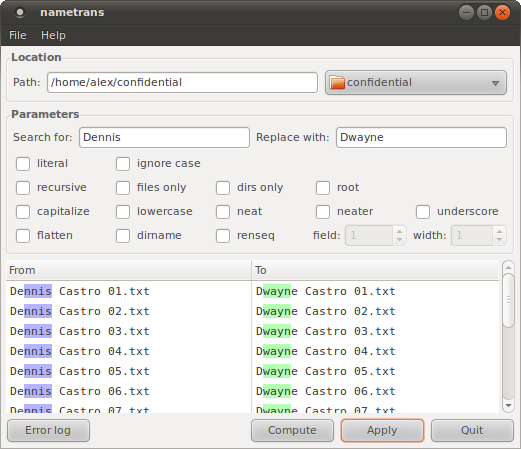 nametrans
File Help
Location
Path: /home/alex/confidential confidential
Parameters
Search for: Dennis Replace with: Dwayne
literal ignore case
recursive files only dirs only root
capitalize lowercase neat neater underscore
flatten dirname renseq field: 1 width: 1
From To
Dennis Castro 01.txt Dwayne Castro 01.txt
Dennis Castro 02.txt Dwayne Castro 02.txt
Dennis Castro 03.txt Dwayne Castro 03.txt
Dennis Castro 04.txt Dwayne Castro 04.txt
Dennis Castro 05.txt Dwayne Castro 05.txt
Dennis Castro 06.txt Dwayne Castro 06.txt
Dennis Castro 07.txt Dwayne Castro 07.txt
Error log Compute Apply Quit